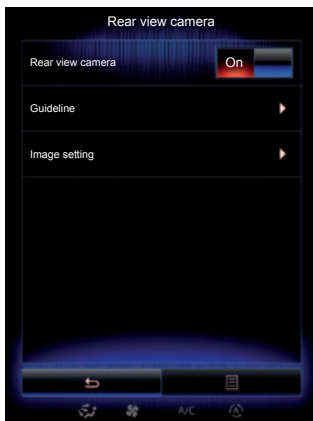 Rear view camera
Rear view camera On
Guideline
Image setting
A/C